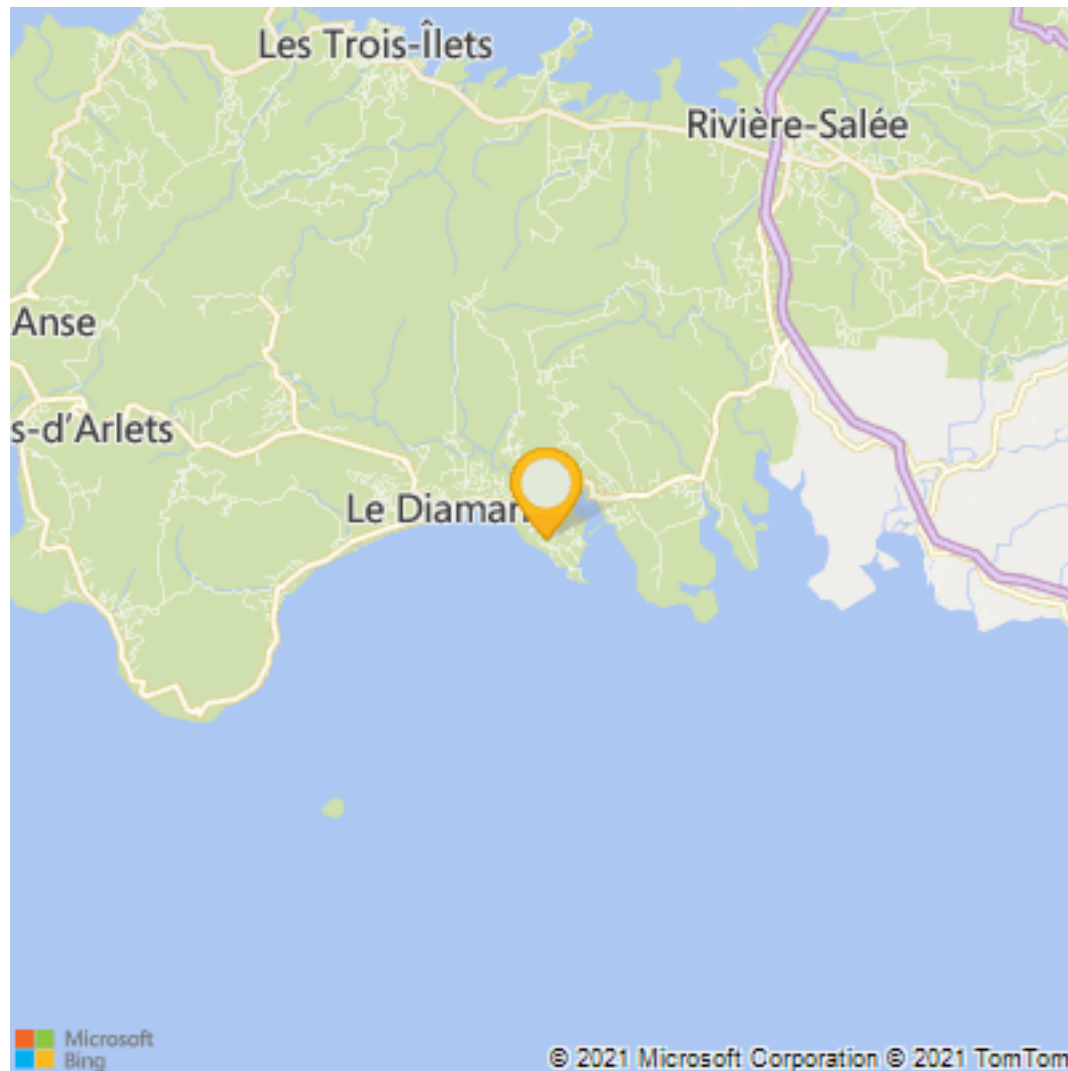 Les Trois-Îlets
Rivière-Salée
Anse
s-d'Arlets
Le Diaman
Microsoft
Bing
© 2021 Microsoft Corporation © 2021 TomTom